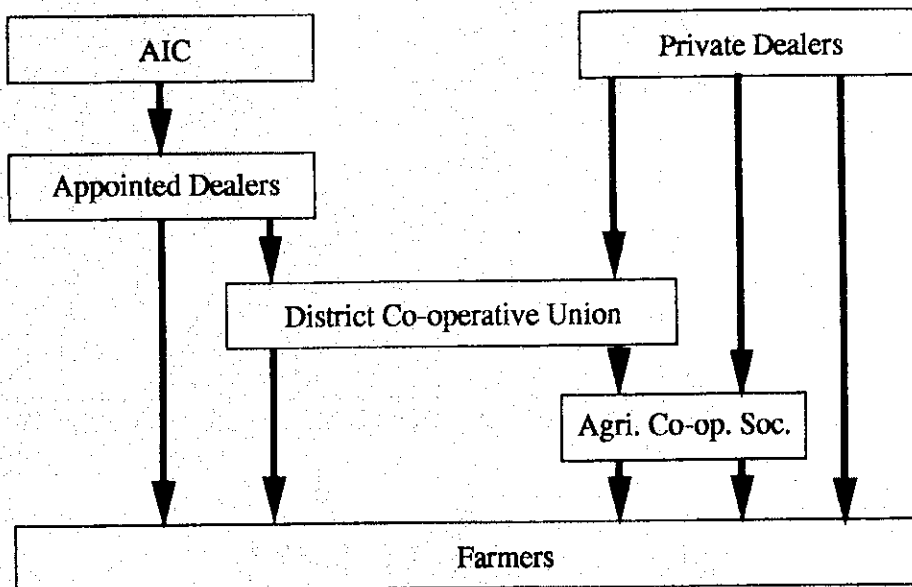 AIC
Private Dealers
Appointed Dealers
District Co-operative Union
Agri. Co-op. Soc.
Farmers